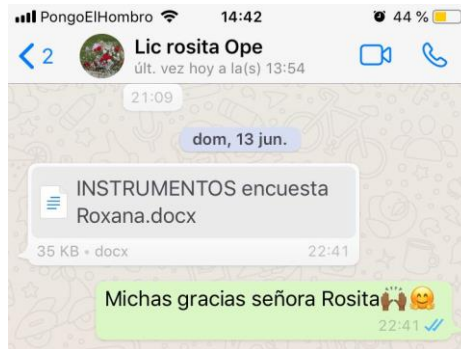 PongoElHombro 14:42 44 %
2 Lic rosita Ope
últ. vez hoy a la(s) 13:54
21:09
dom, 13 jun.
INSTRUMENTOS encuesta
Roxana.docx
35 KB • docx 22:41
Michas gracias señora Rosita🙌🏾🤗
22:41